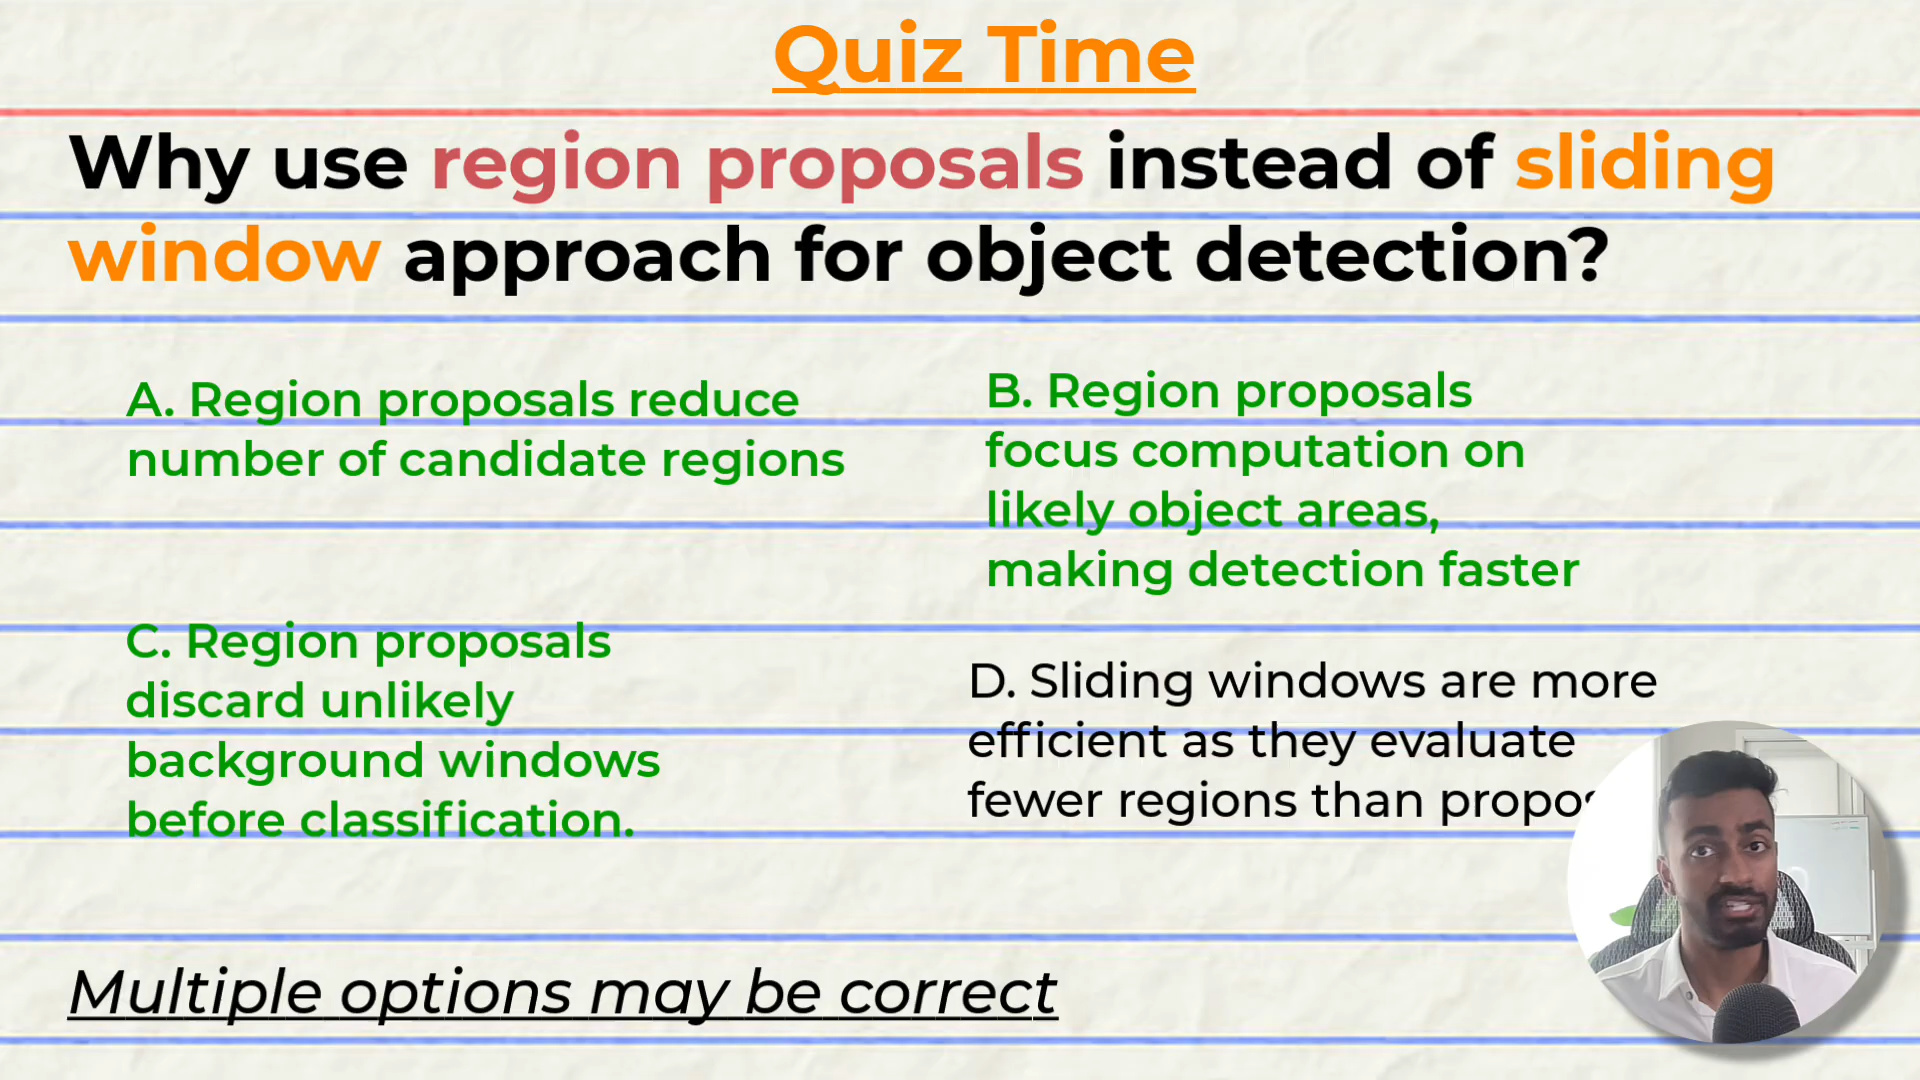 Quiz Time
Why use region proposals instead of sliding
window approach for object detection?
A. Region proposals reduce
number of candidate regions
B. Region proposals
focus computation on
likely object areas,
making detection faster
C. Region proposals
discard unlikely
background windows
before classification.
D. Sliding windows are more
efficient as they evaluate
fewer regions than
Multiple options may be correct